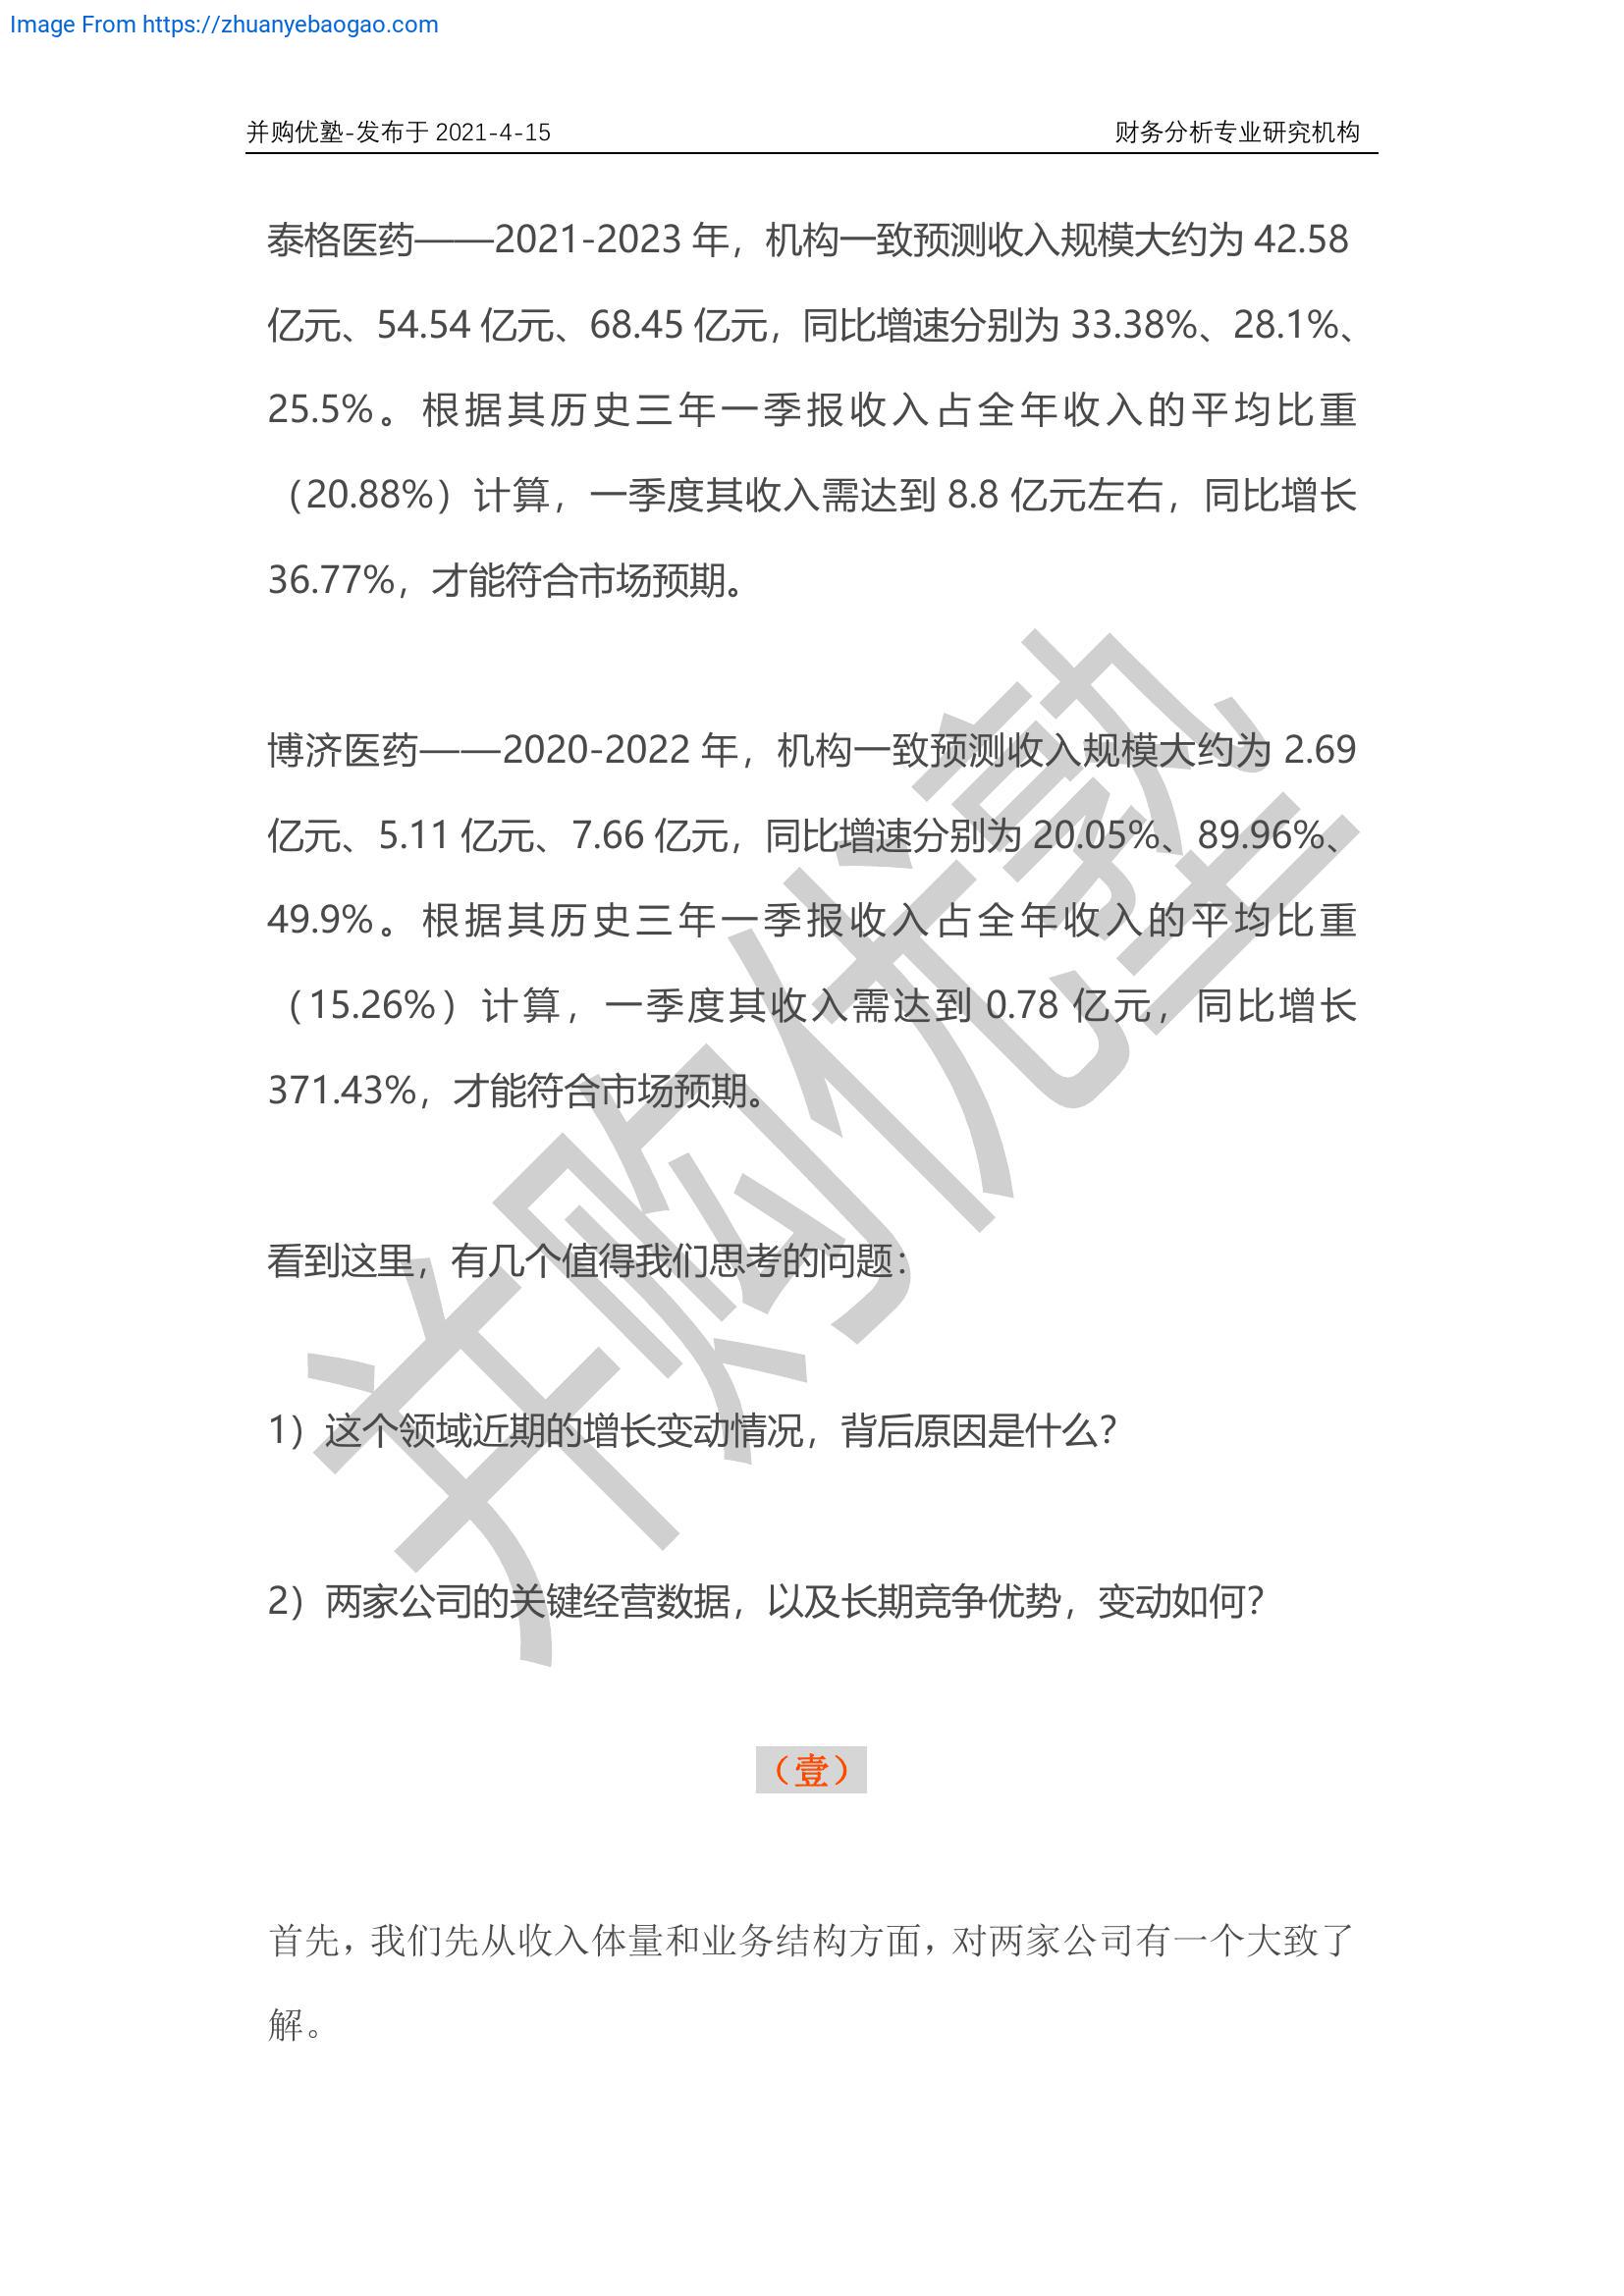 Image From https://zhuanyebaogao.com
并购优塾-发布于 2021-4-15 财务分析专业研究机构
泰格医药——2021-2023 年，机构一致预测收入规模大约为 42.58
亿元、54.54 亿元、68.45 亿元，同比增速分别为 33.38%、28.1%、
25.5%。根据其历史三年一季报收入占全年收入的平均比重
（20.88%）计算，一季度其收入需达到 8.8 亿元左右，同比增长
36.77%，才能符合市场预期。
博济医药——2020-2022 年，机构一致预测收入规模大约为 2.69
亿元、5.11 亿元、7.66 亿元，同比增速分别为 20.05%、89.96%、
49.9%。根据其历史三年一季报收入占全年收入的平均比重
（15.26%）计算，一季度其收入需达到 0.78 亿元，同比增长
371.43%，才能符合市场预期。
看到这里，有几个值得我们思考的问题：
1）这个领域近期的增长变动情况，背后原因是什么？
2）两家公司的关键经营数据，以及长期竞争优势，变动如何？
（壹）
首先，我们先从收入体量和业务结构方面，对两家公司有一个大致了
解。
并购优塾